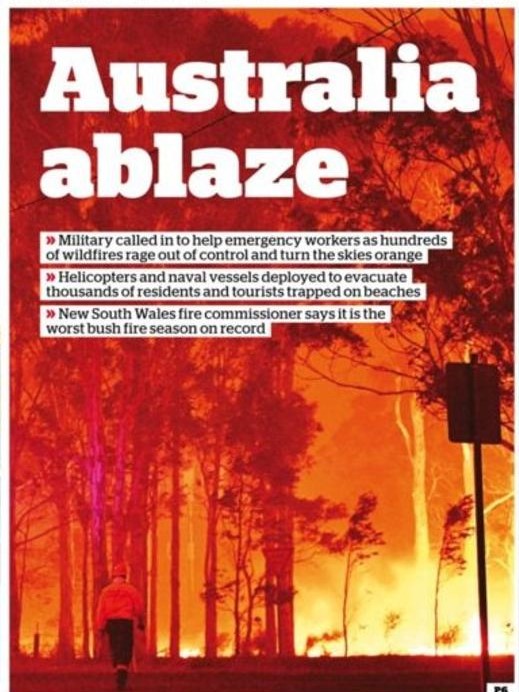 Australia
ablaze
» Military called in to help emergency workers as hundreds
of wildfires rage out of control and turn the skies orange
» Helicopters and naval vessels deployed to evacuate
thousands of residents and tourists trapped on beaches
» New South Wales fire commissioner says it is the
worst bush fire season on record
P6